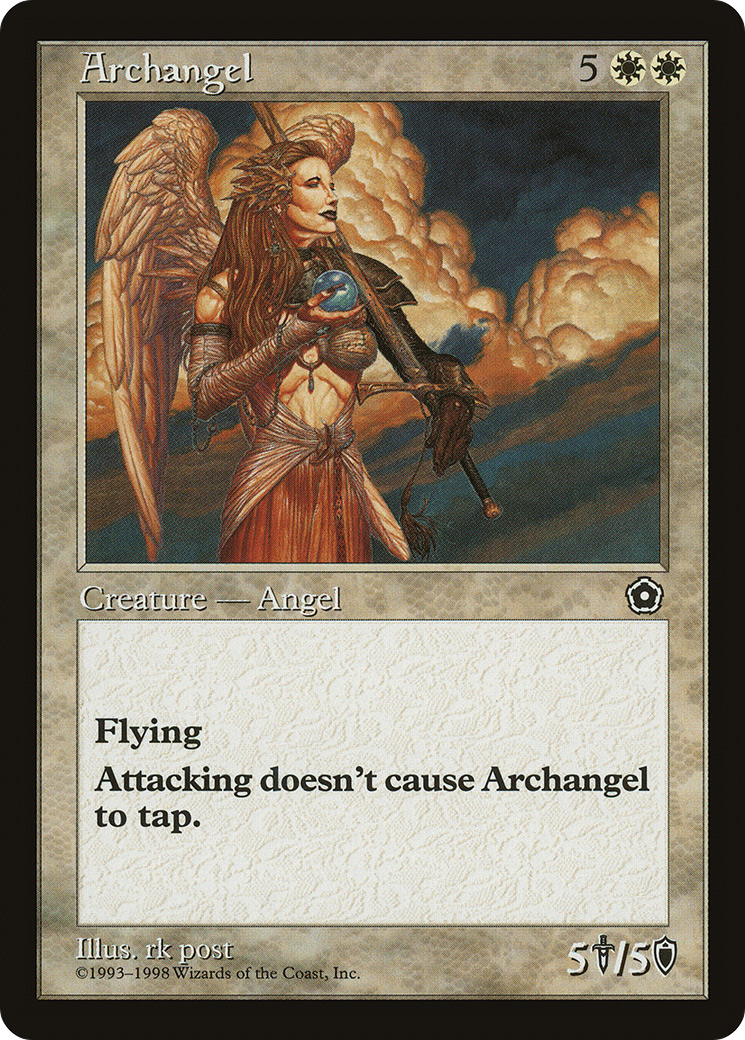 Archangel 5
Creature — Angel
Flying
Attacking doesn't cause Archangel
to tap.
Illus. rk post
©1993–1998 Wizards of the Coast, Inc.
5/5